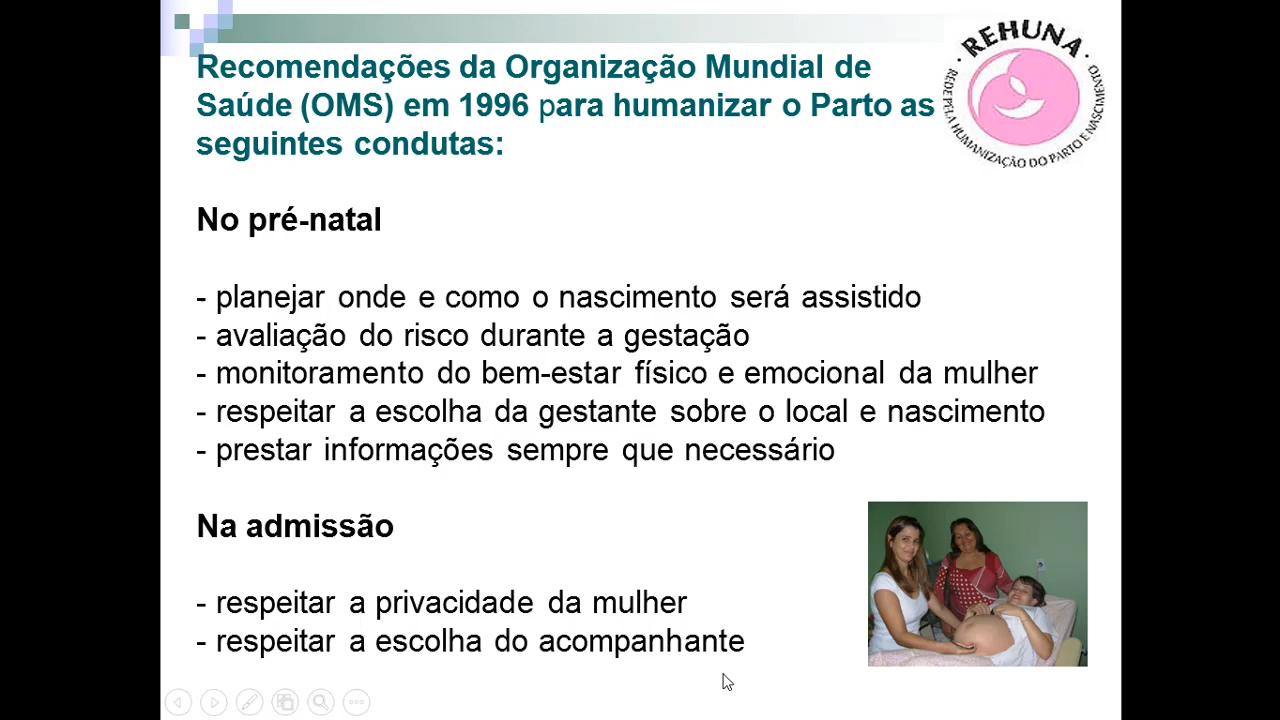 Recomendações da Organização Mundial de
Saúde (OMS) em 1996 para humanizar o Parto as
seguintes condutas:
REHUNA
REDE PELA HUMANIZAÇÃO DO PARTO E NASCIMENTO
No pré-natal
- planejar onde e como o nascimento será assistido
- avaliação do risco durante a gestação
- monitoramento do bem-estar físico e emocional da mulher
- respeitar a escolha da gestante sobre o local e nascimento
- prestar informações sempre que necessário
Na admissão
- respeitar a privacidade da mulher
- respeitar a escolha do acompanhante